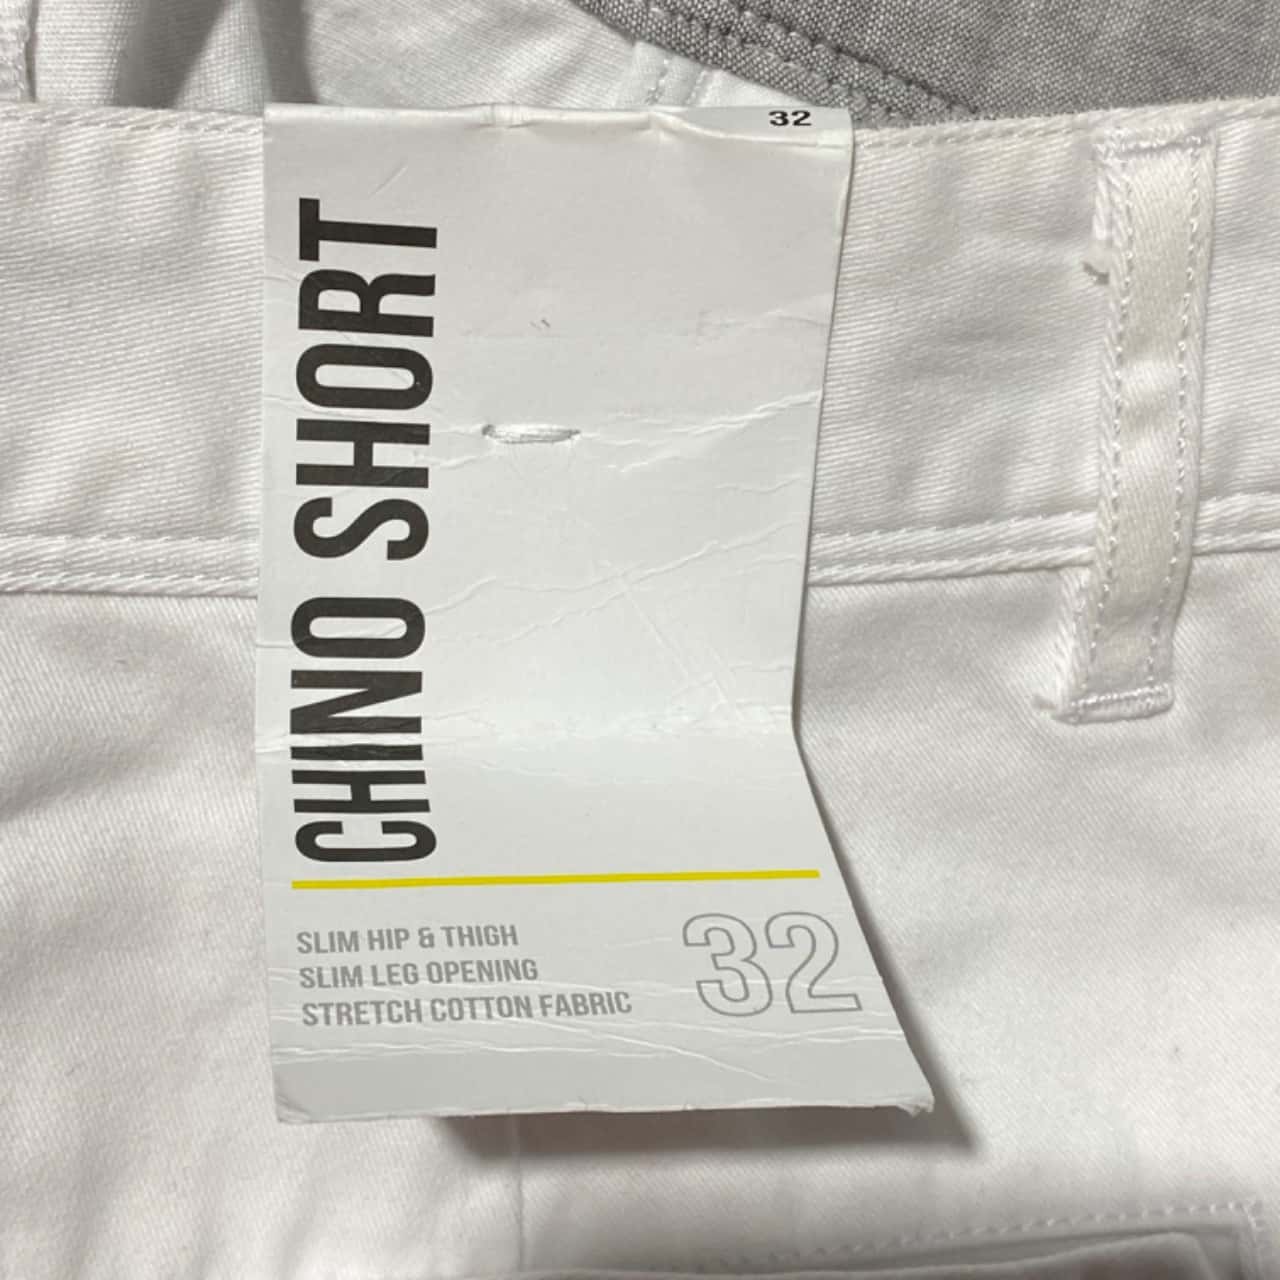 32
CHINO SHORT
SLIM HIP & THIGH
SLIM LEG OPENING
STRETCH COTTON FABRIC
32